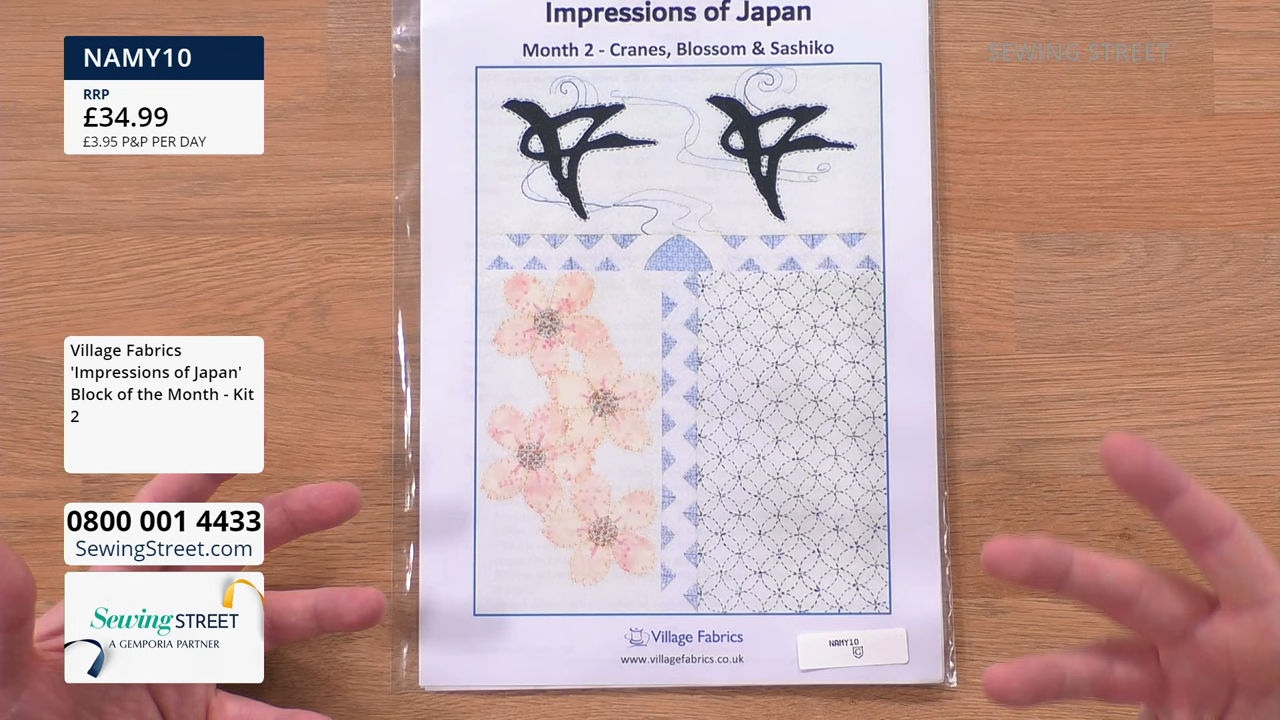 NAMY10
RRP
£34.99
£3.95 P&P PER DAY
Village Fabrics
'Impressions of Japan'
Block of the Month - Kit
2
0800 001 4433
SewingStreet.com
Sewing STREET
A GEMPORIA PARTNER
Impressions of Japan
Month 2 - Cranes, Blossom & Sashiko
Village Fabrics
www.villagefabrics.co.uk
NAMY10
SEWING STREET